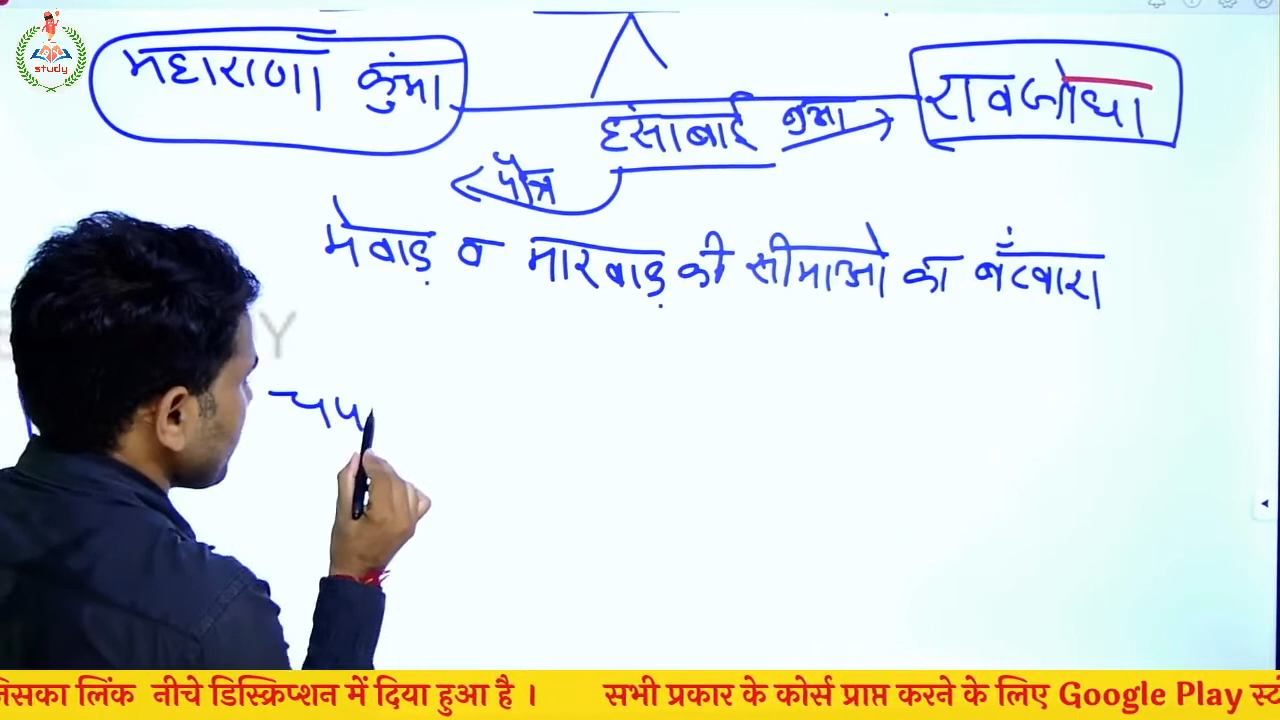 study
महाराणा कुंभा
रावजोधा
हंसाबाई बुआ
पौत्र
मेवाड़ व मारवाड़ की सीमाओं का बँटवारा
चप
जिसका लिंक नीचे डिस्क्रिप्शन में दिया हुआ है । सभी प्रकार के कोर्स प्राप्त करने के लिए Google Play स्टो